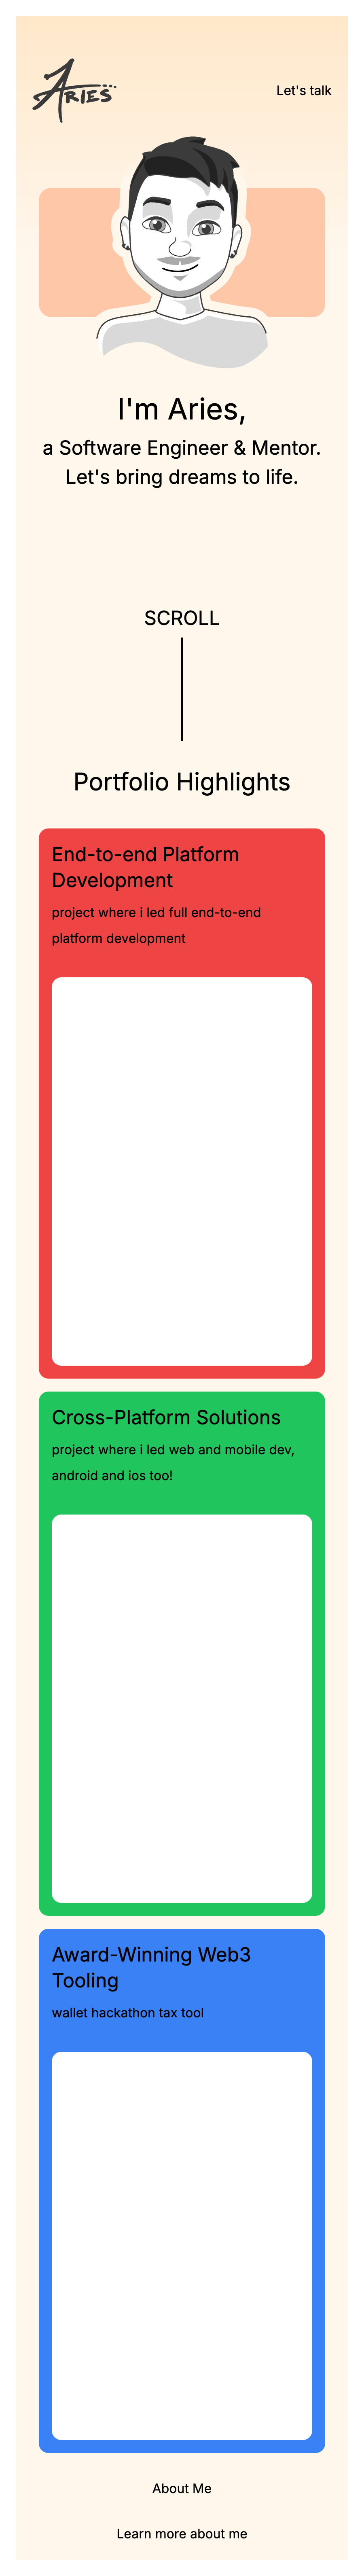 ARIES
Let's talk
I'm Aries,
a Software Engineer & Mentor.
Let's bring dreams to life.
SCROLL
Portfolio Highlights
End-to-end Platform
Development
project where i led full end-to-end
platform development
Cross-Platform Solutions
project where i led web and mobile dev,
android and ios too!
Award-Winning Web3
Tooling
wallet hackathon tax tool
About Me
Learn more about me